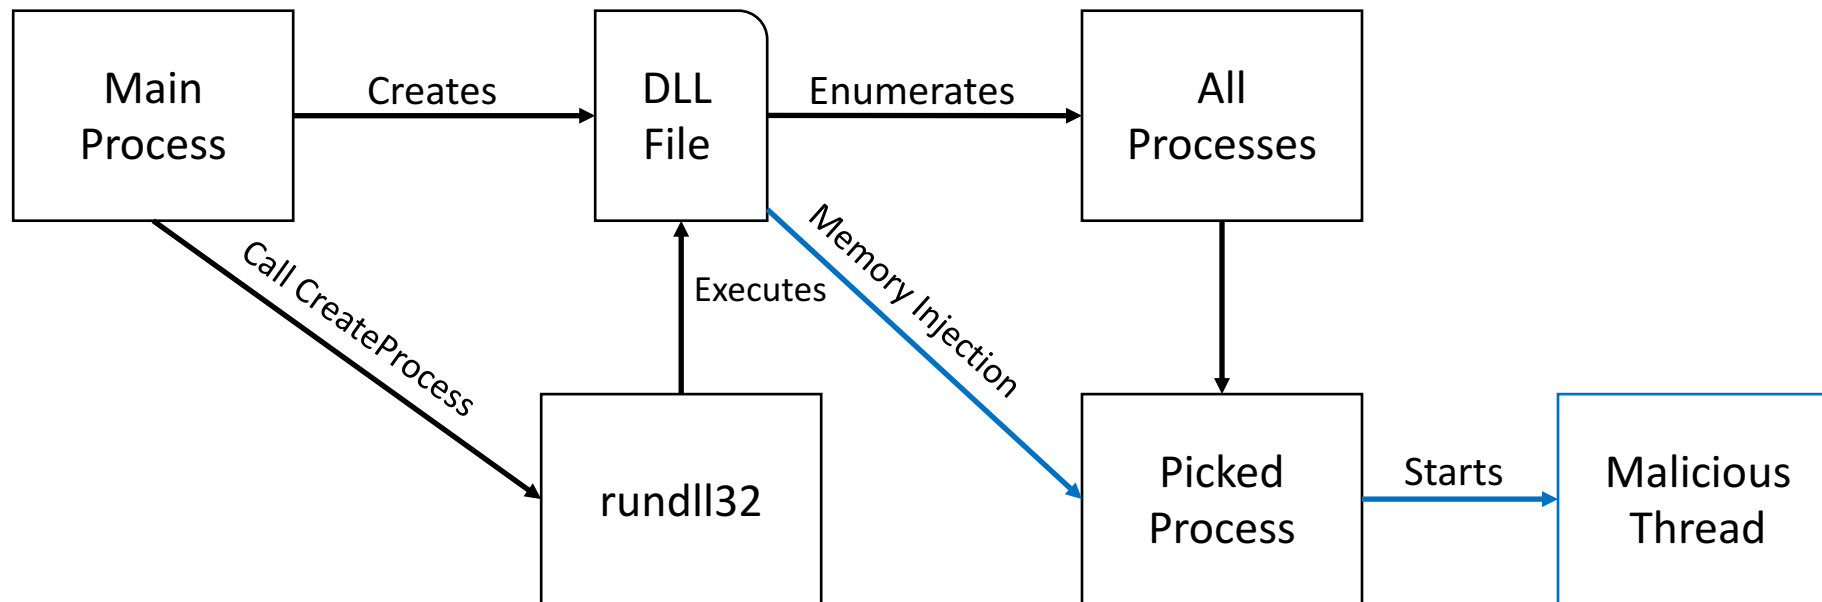 Main
Process
Creates
DLL
File
Enumerates
All
Processes
Call CreateProcess
Executes
Memory Injection
rundll32
Picked
Process
Starts
Malicious
Thread